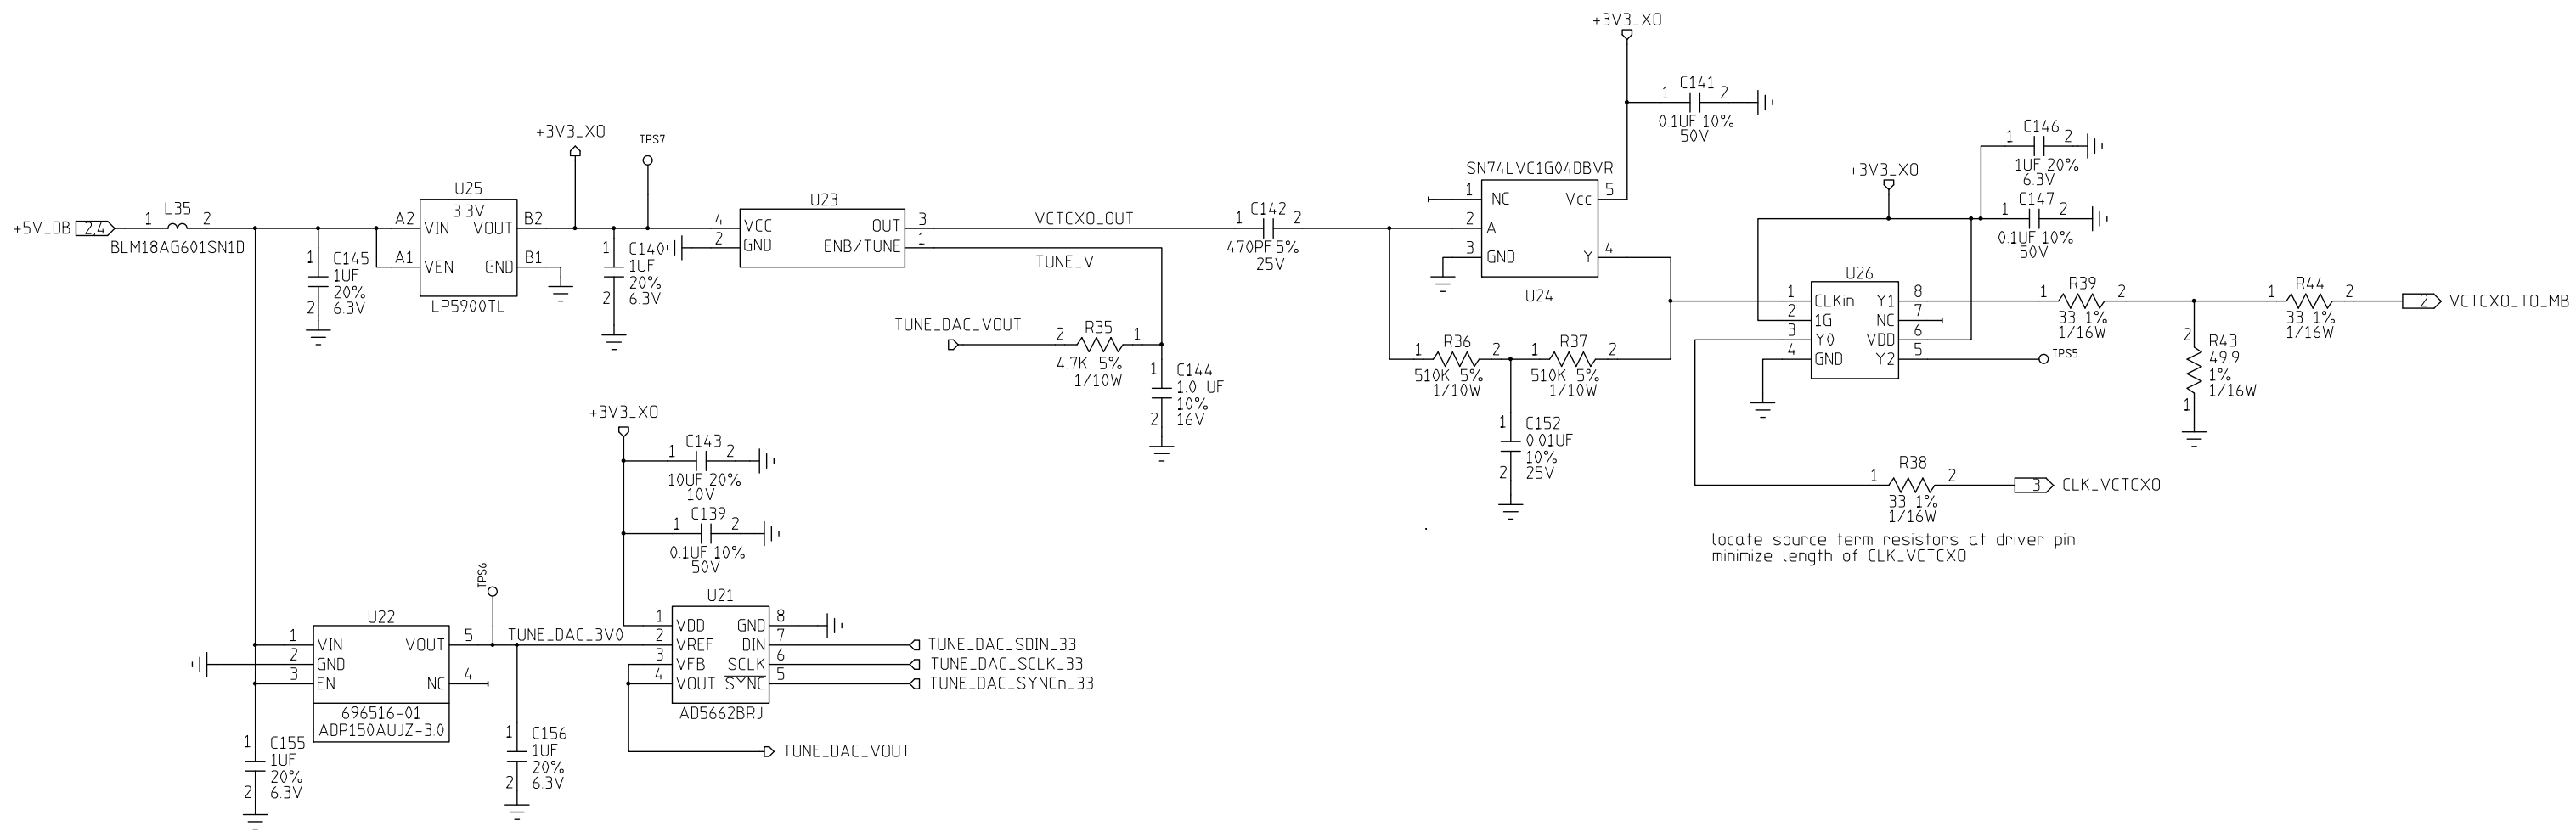 +5V_DB
2,4
1
L35
2
BLM18AG601SN1D
1
C145
1UF
20%
2
6.3V
U25
3.3V
A2
VIN
VOUT
B2
A1
VEN
GND
B1
LP5900TL
+3V3_XO
TPS7
1
C140
1UF
20%
2
6.3V
U23
4
VCC
OUT
3
2
GND
ENB/TUNE
1
VCTCXO_OUT
TUNE_V
TUNE_DAC_VOUT
2
R35
1
4.7K 5%
1/10W
1
C144
1.0 UF
10%
2
16V
1
C142
2
470PF 5%
25V
+3V3_XO
1
C141
2
0.1UF 10%
50V
SN74LVC1G04DBVR
1
NC
Vcc
5
2
A
3
GND
Y
4
U24
1
R36
2
510K 5%
1/10W
1
R37
2
510K 5%
1/10W
1
C152
0.01UF
10%
2
25V
+3V3_XO
1
C146
2
1UF 20%
6.3V
1
C147
2
0.1UF 10%
50V
U26
1
CLKin
Y1
8
2
1G
NC
7
3
Y0
VDD
6
4
GND
Y2
5
TPS5
1
R39
2
33 1%
1/16W
2
R43
49.9
1%
1/16W
1
1
R44
2
33 1%
1/16W
2
VCTCXO_TO_MB
1
R38
2
33 1%
1/16W
3
CLK_VCTCXO
locate source term resistors at driver pin
minimize length of CLK_VCTCXO
+3V3_XO
1
C143
2
10UF 20%
10V
1
C139
2
0.1UF 10%
50V
U22
1
VIN
VOUT
5
2
GND
3
EN
NC
4
696516-01
ADP150AUJZ-3.0
1
C155
1UF
20%
2
6.3V
TPS6
TUNE_DAC_3V0
1
C156
1UF
20%
2
6.3V
U21
1
VDD
GND
8
2
VREF
DIN
7
3
VFB
SCLK
6
4
VOUT
SYNC
5
AD5662BRJ
TUNE_DAC_SDIN_33
TUNE_DAC_SCLK_33
TUNE_DAC_SYNCn_33
TUNE_DAC_VOUT